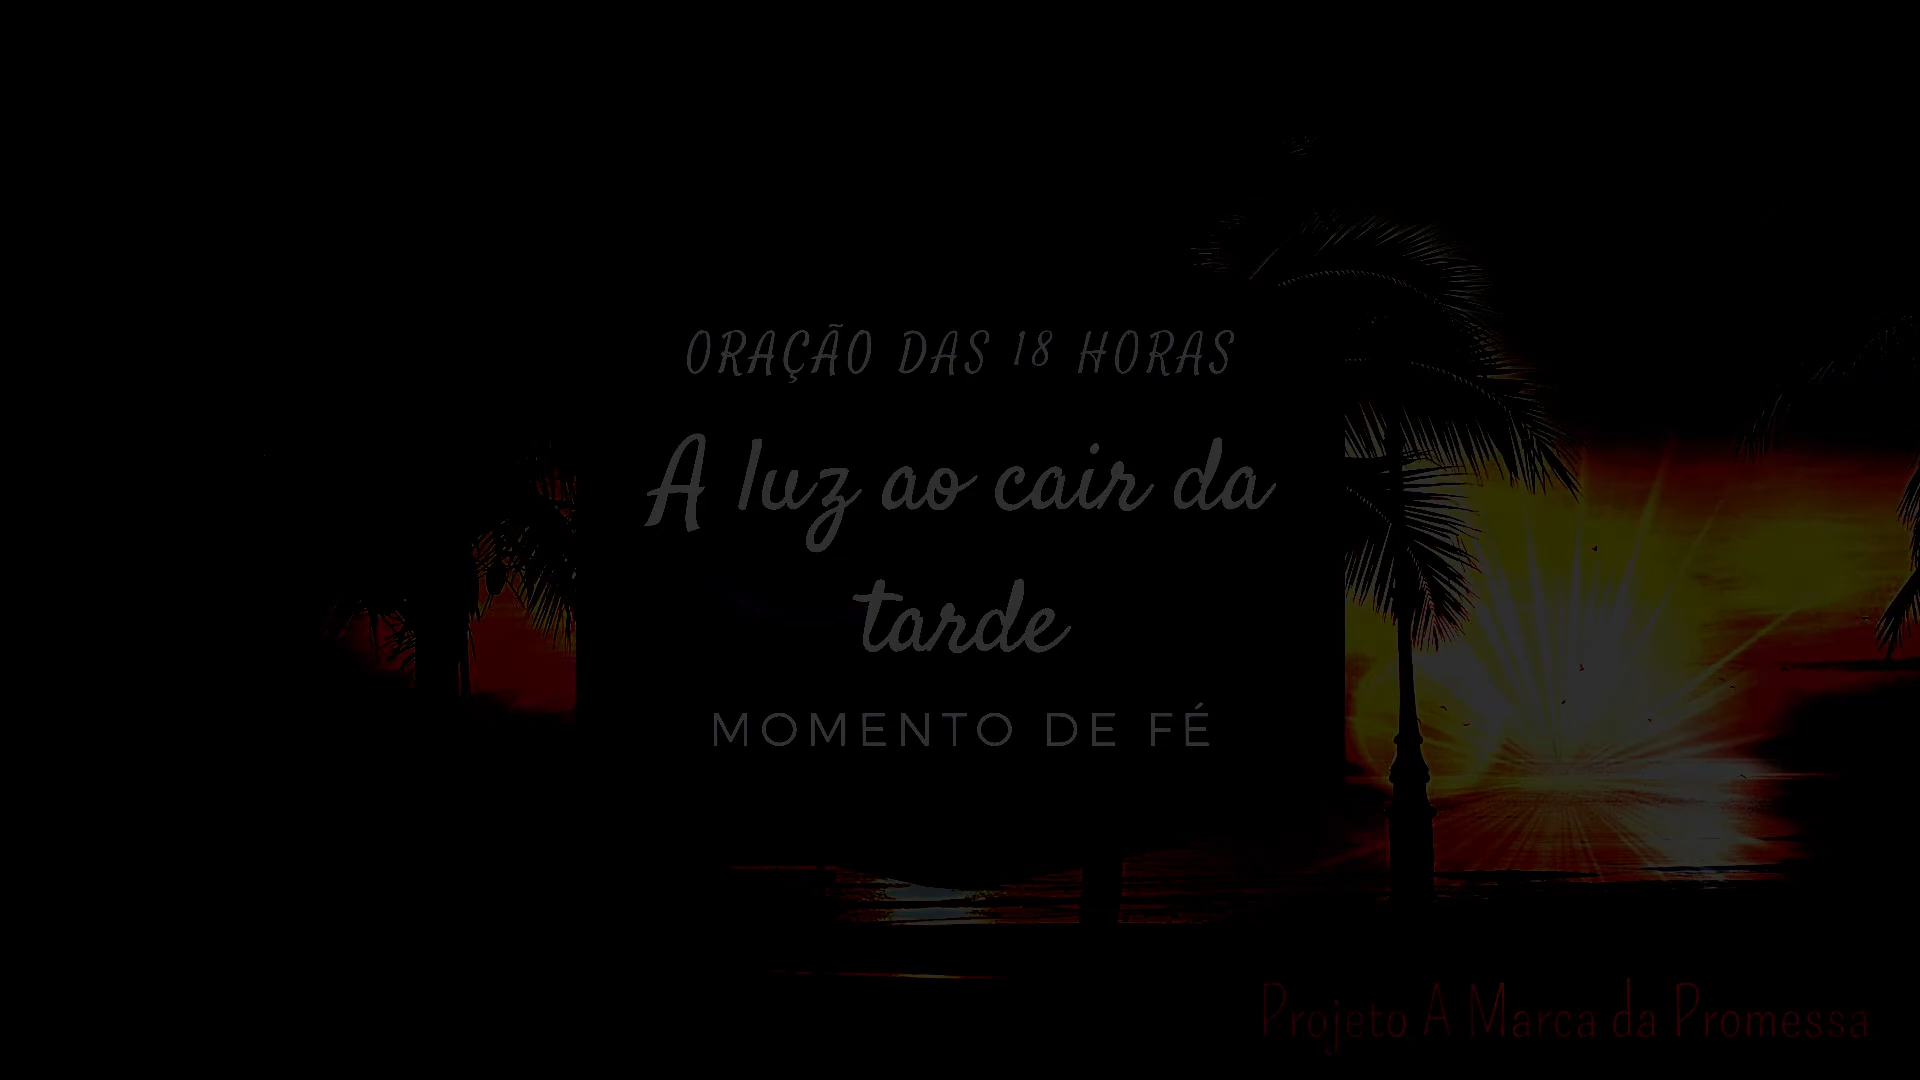 ORAÇÃO DAS 18 HORAS
A luz ao cair da
tarde
MOMENTO DE FÉ
Projeto A Marca da Promessa